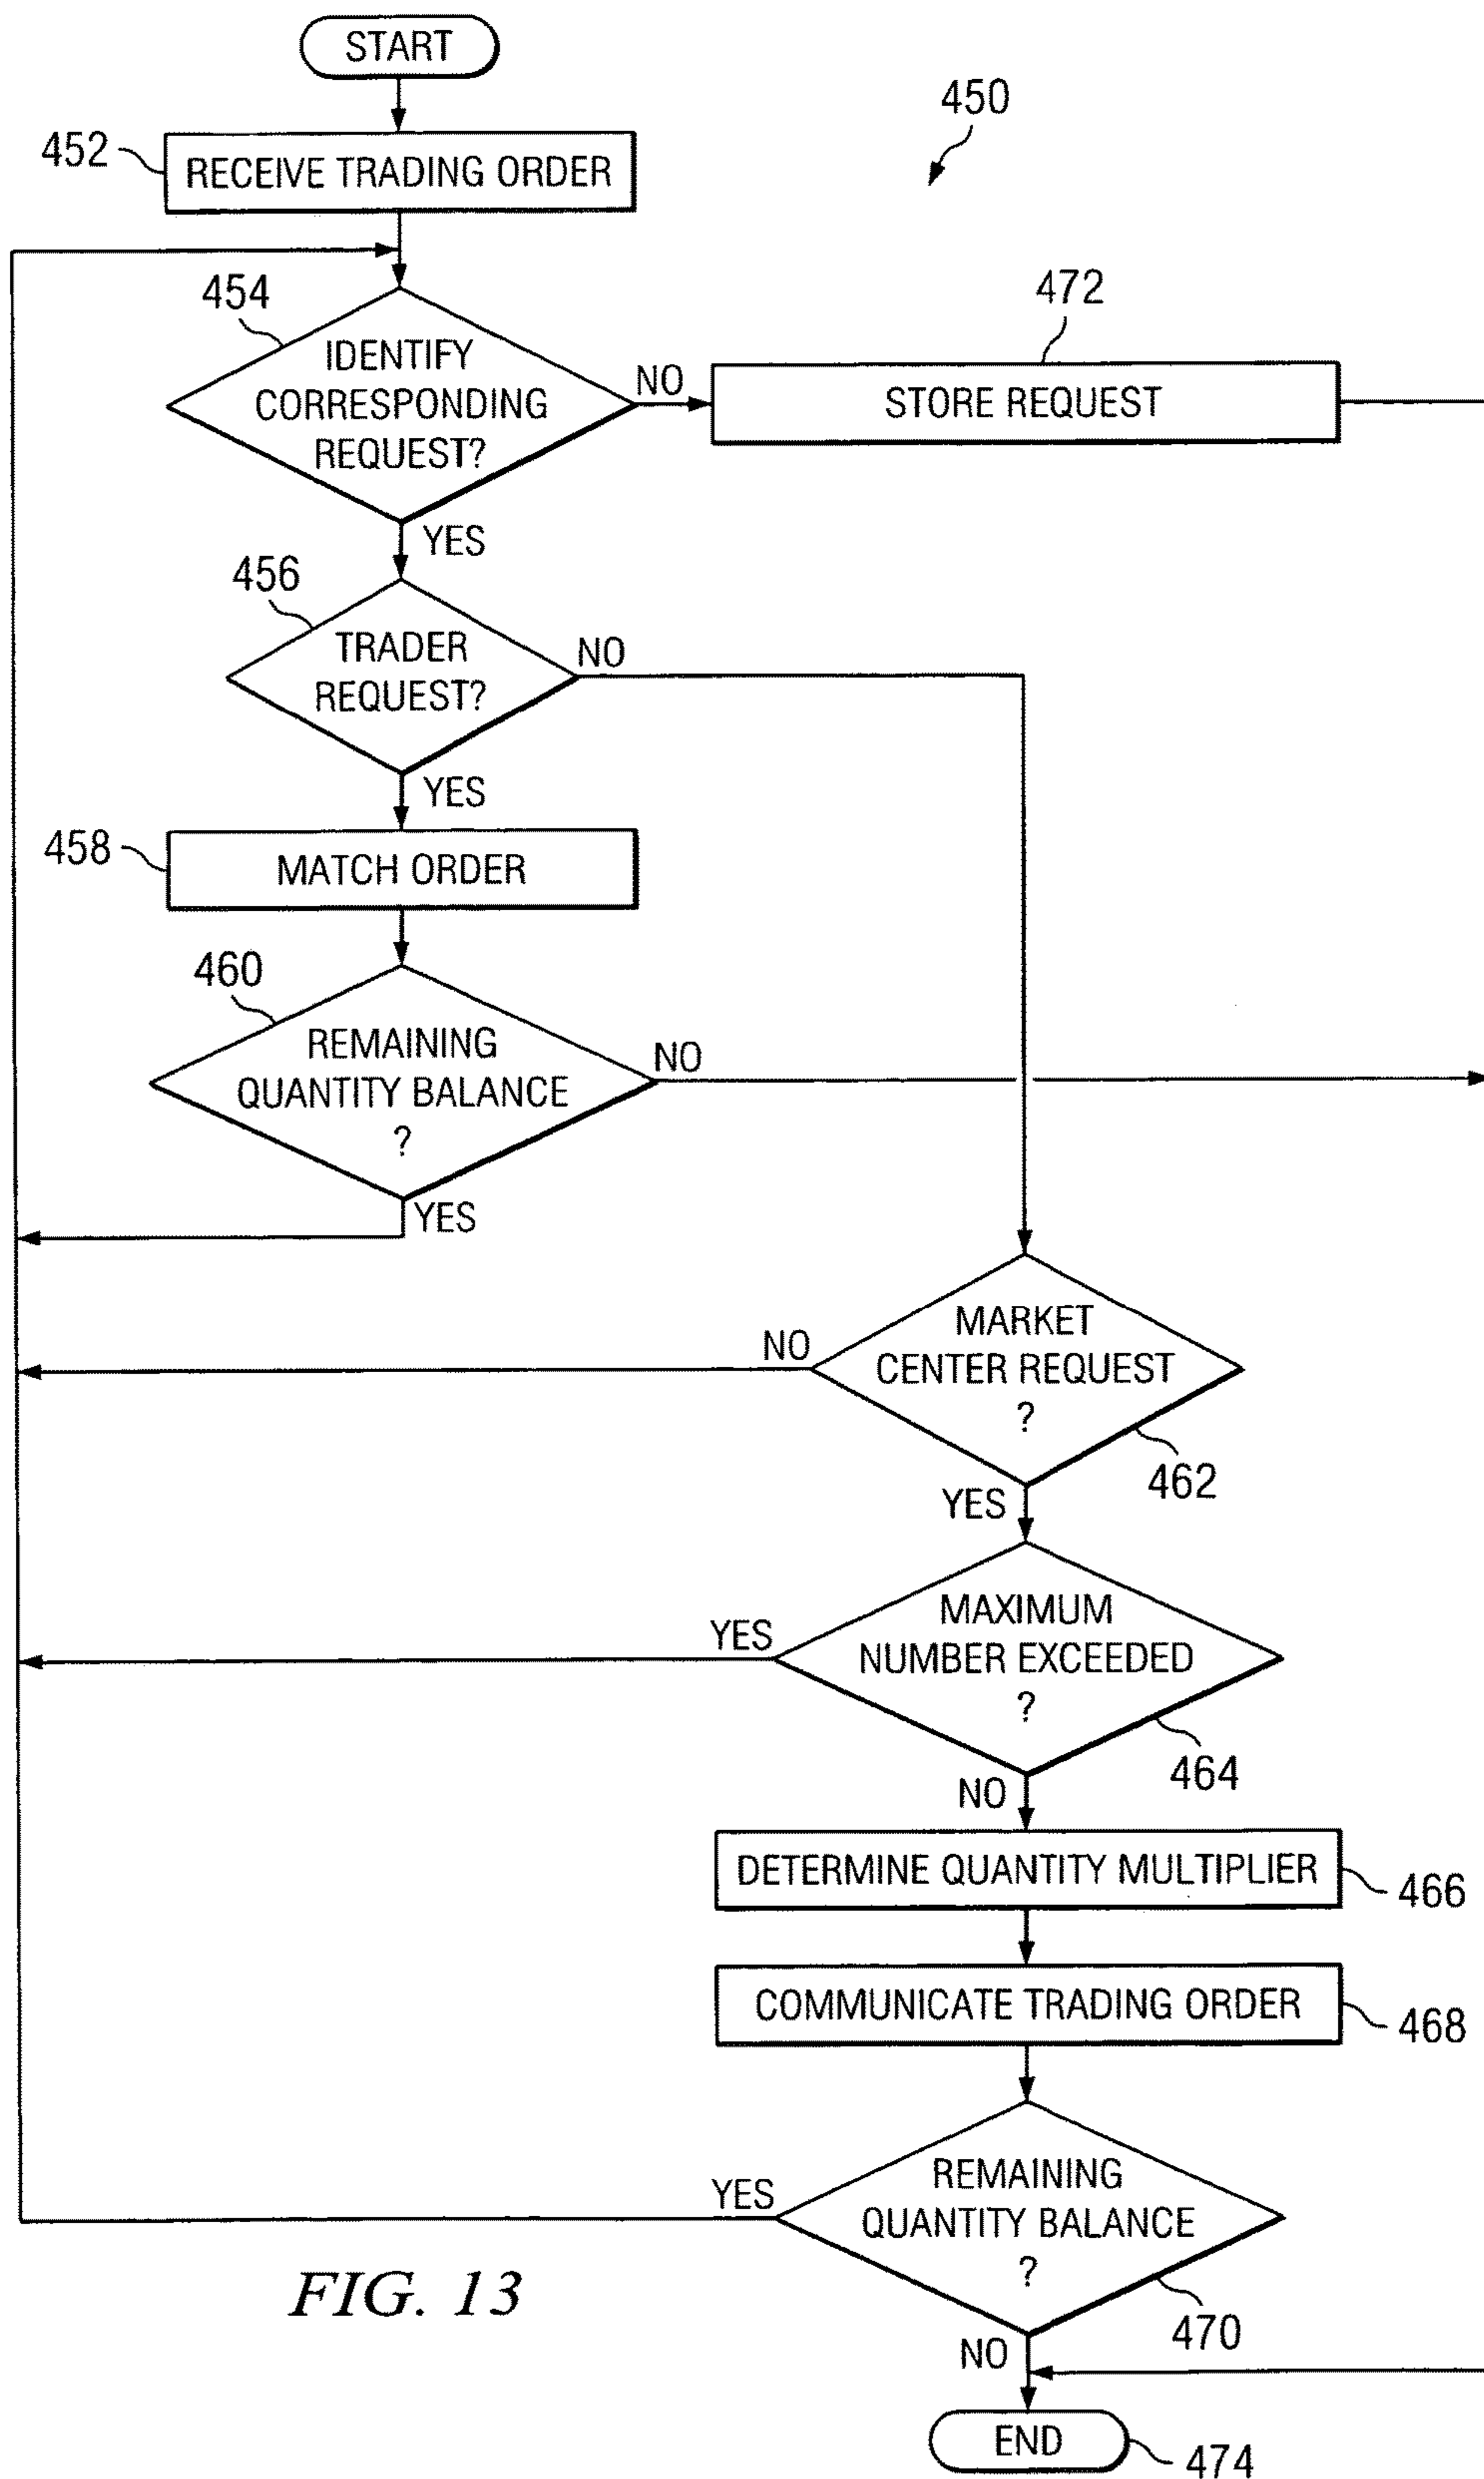 START
450
452
RECEIVE TRADING ORDER
454
472
IDENTIFY
CORRESPONDING
REQUEST?
NO
STORE REQUEST
YES
456
TRADER
REQUEST?
NO
YES
458
MATCH ORDER
460
REMAINING
QUANTITY BALANCE
?
NO
YES
MARKET
CENTER REQUEST
?
NO
462
YES
MAXIMUM
NUMBER EXCEEDED
?
YES
464
NO
DETERMINE QUANTITY MULTIPLIER
466
COMMUNICATE TRADING ORDER
468
REMAINING
QUANTITY BALANCE
?
YES
470
FIG. 13
NO
END
474